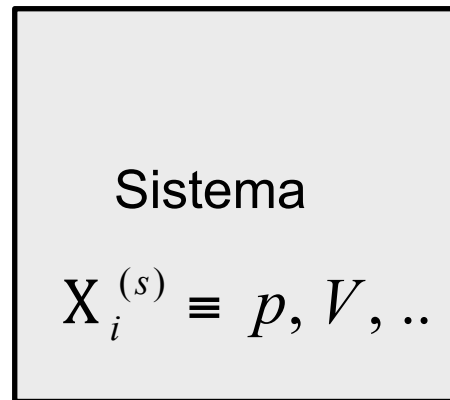 Sistema
X_i^(s) ≡ p, V, ..